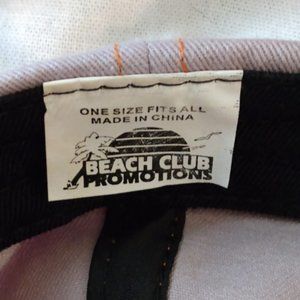 ONE SIZE FITS ALL
MADE IN CHINA
BEACH CLUB
PROMOTIONS